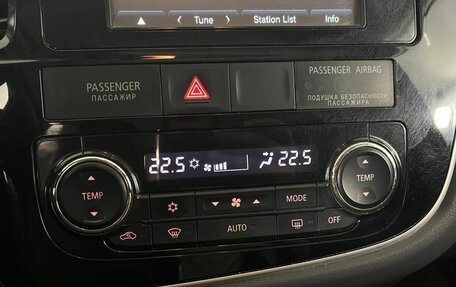 Tune Station List Info
PASSENGER
ПАССАЖИР
PASSENGER AIRBAG
ПОДУШКА БЕЗОПАСНОСТИ
ПАССАЖИРА
22.5 22.5
TEMP TEMP
MODE
AUTO OFF